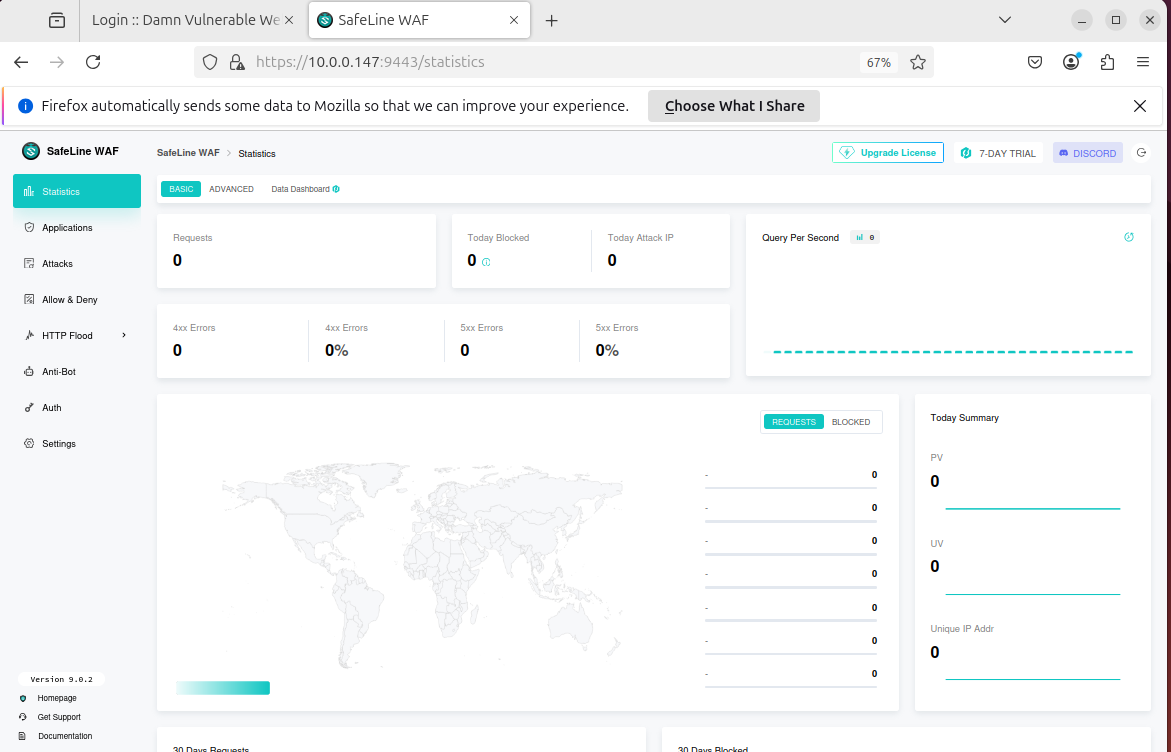 Login :: Damn Vulnerable We
SafeLine WAF
https://10.0.0.147:9443/statistics
67%
Firefox automatically sends some data to Mozilla so that we can improve your experience.
Choose What I Share
SafeLine WAF
SafeLine WAF > Statistics
Upgrade License
7-DAY TRIAL
DISCORD
Statistics
Applications
Attacks
Allow & Deny
HTTP Flood
Anti-Bot
Auth
Settings
BASIC
ADVANCED
Data Dashboard
Requests
0
Today Blocked
0
Today Attack IP
0
Query Per Second
0
4xx Errors
0
4xx Errors
0%
5xx Errors
0
5xx Errors
0%
REQUESTS
BLOCKED
- 0
- 0
- 0
- 0
- 0
- 0
- 0
Today Summary
PV
0
UV
0
Unique IP Addr
0
Version 9.0.2
Homepage
Get Support
Documentation
30 Days Requests
30 Days Blocked